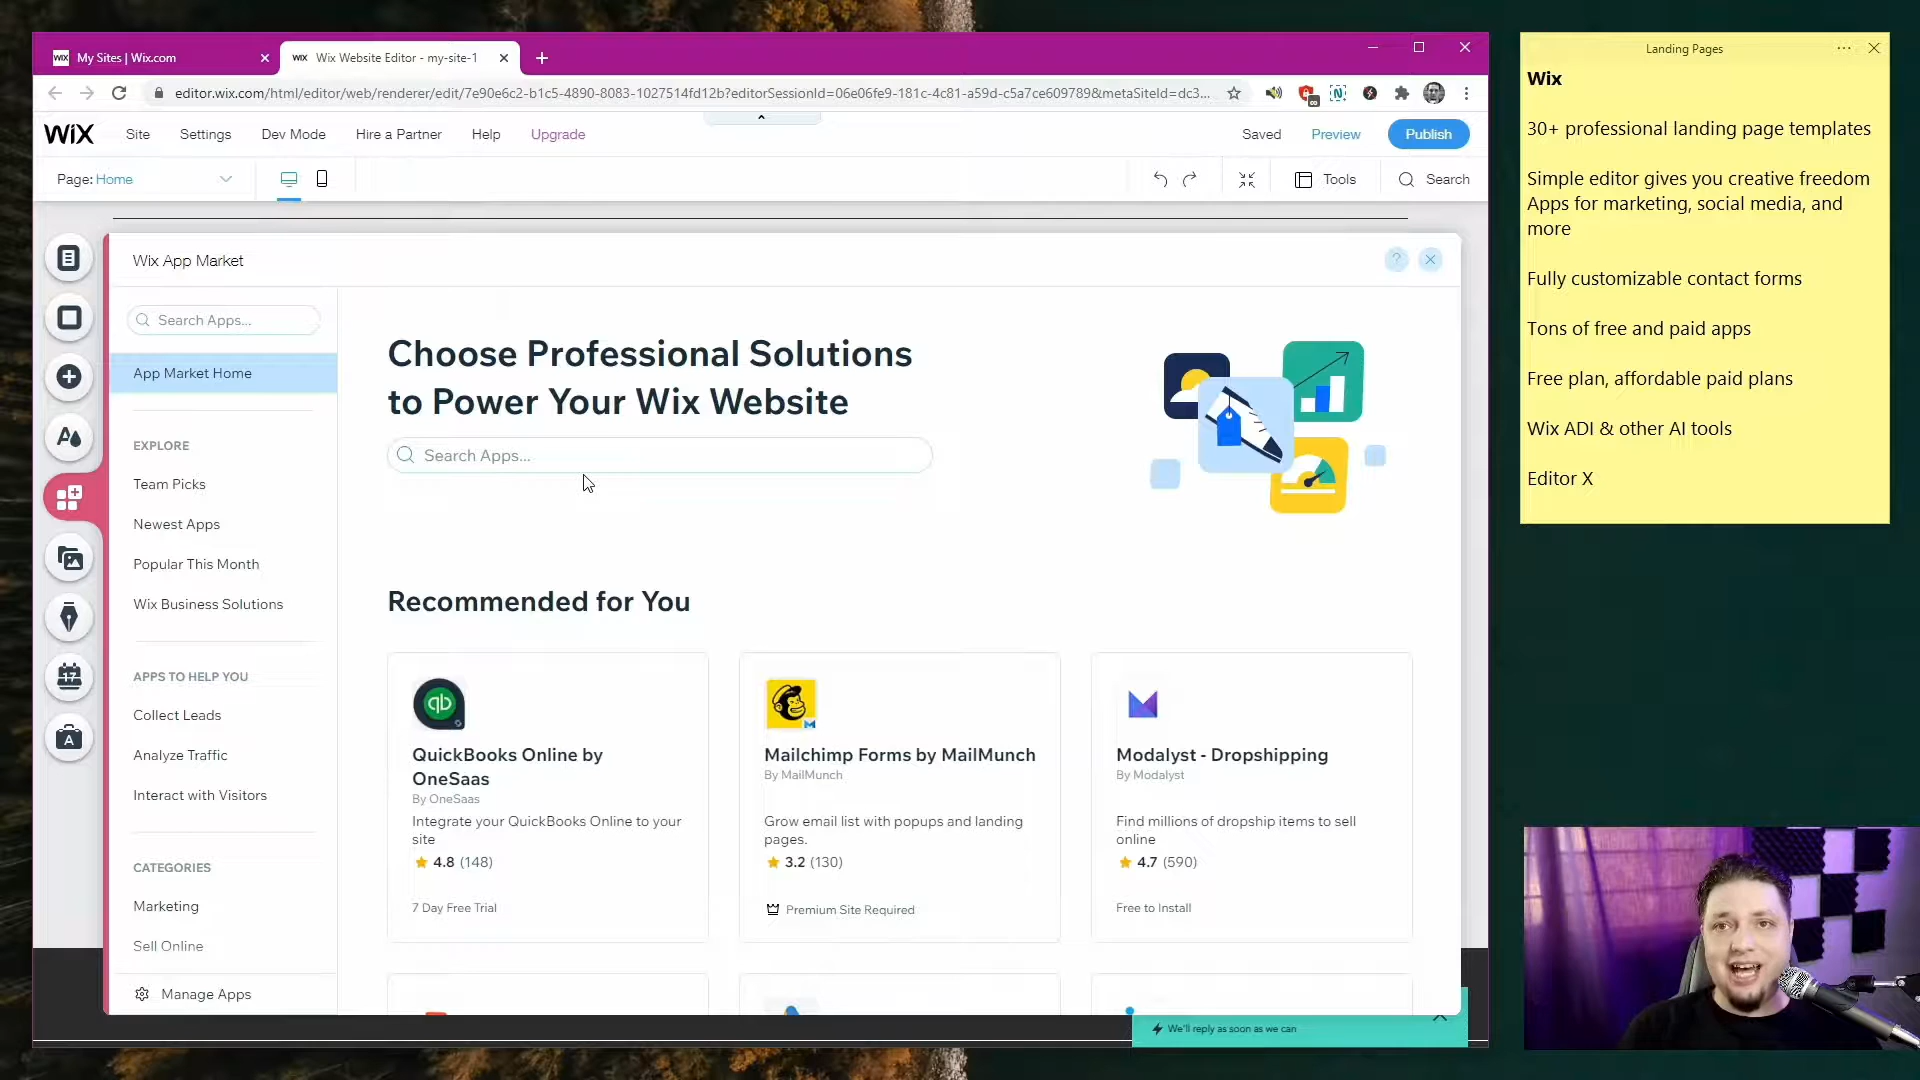 WIX My Sites | Wix.com
WIX Wix Website Editor - my-site-1
editor.wix.com/html/editor/web/renderer/edit/7e90e6c2-b1c5-4890-8083-1027514fd12b?editorSessionId=06e06fe9-181c-4c81-a59d-c5a7ce609789&metaSiteId=dc3...
WiX Site Settings Dev Mode Hire a Partner Help Upgrade Saved Preview Publish
Page: Home Tools Search
Wix App Market ?
Search Apps...
App Market Home
EXPLORE
Team Picks
Newest Apps
Popular This Month
Wix Business Solutions
APPS TO HELP YOU
Collect Leads
Analyze Traffic
Interact with Visitors
CATEGORIES
Marketing
Sell Online
Manage Apps
17
A
Choose Professional Solutions
to Power Your Wix Website
Search Apps...
Recommended for You
qb
QuickBooks Online by
OneSaas
By OneSaas
Integrate your QuickBooks Online to your
site
4.8 (148)
7 Day Free Trial
Mailchimp Forms by MailMunch
By MailMunch
Grow email list with popups and landing
pages.
3.2 (130)
Premium Site Required
Modalyst - Dropshipping
By Modalyst
Find millions of dropship items to sell
online
4.7 (590)
Free to Install
We'll reply as soon as we can
Landing Pages
Wix
30+ professional landing page templates
Simple editor gives you creative freedom
Apps for marketing, social media, and
more
Fully customizable contact forms
Tons of free and paid apps
Free plan, affordable paid plans
Wix ADI & other AI tools
Editor X